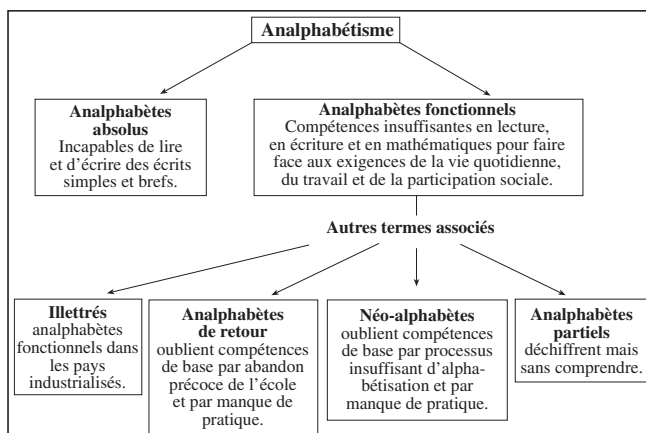 Analphabétisme
Analphabètes
absolus
Incapables de lire
et d'écrire des écrits
simples et brefs.
Analphabètes fonctionnels
Compétences insuffisantes en lecture,
en écriture et en mathématiques pour faire
face aux exigences de la vie quotidienne,
du travail et de la participation sociale.
Autres termes associés
Illettrés
analphabètes
fonctionnels dans
les pays
industrialisés.
Analphabètes
de retour
oublient compétences
de base par abandon
précoce de l'école
et par manque de
pratique.
Néo-alphabètes
oublient compétences
de base par processus
insuffisant d'alpha-
bétisation et par
manque de pratique.
Analphabètes
partiels
déchiffrent mais
sans comprendre.